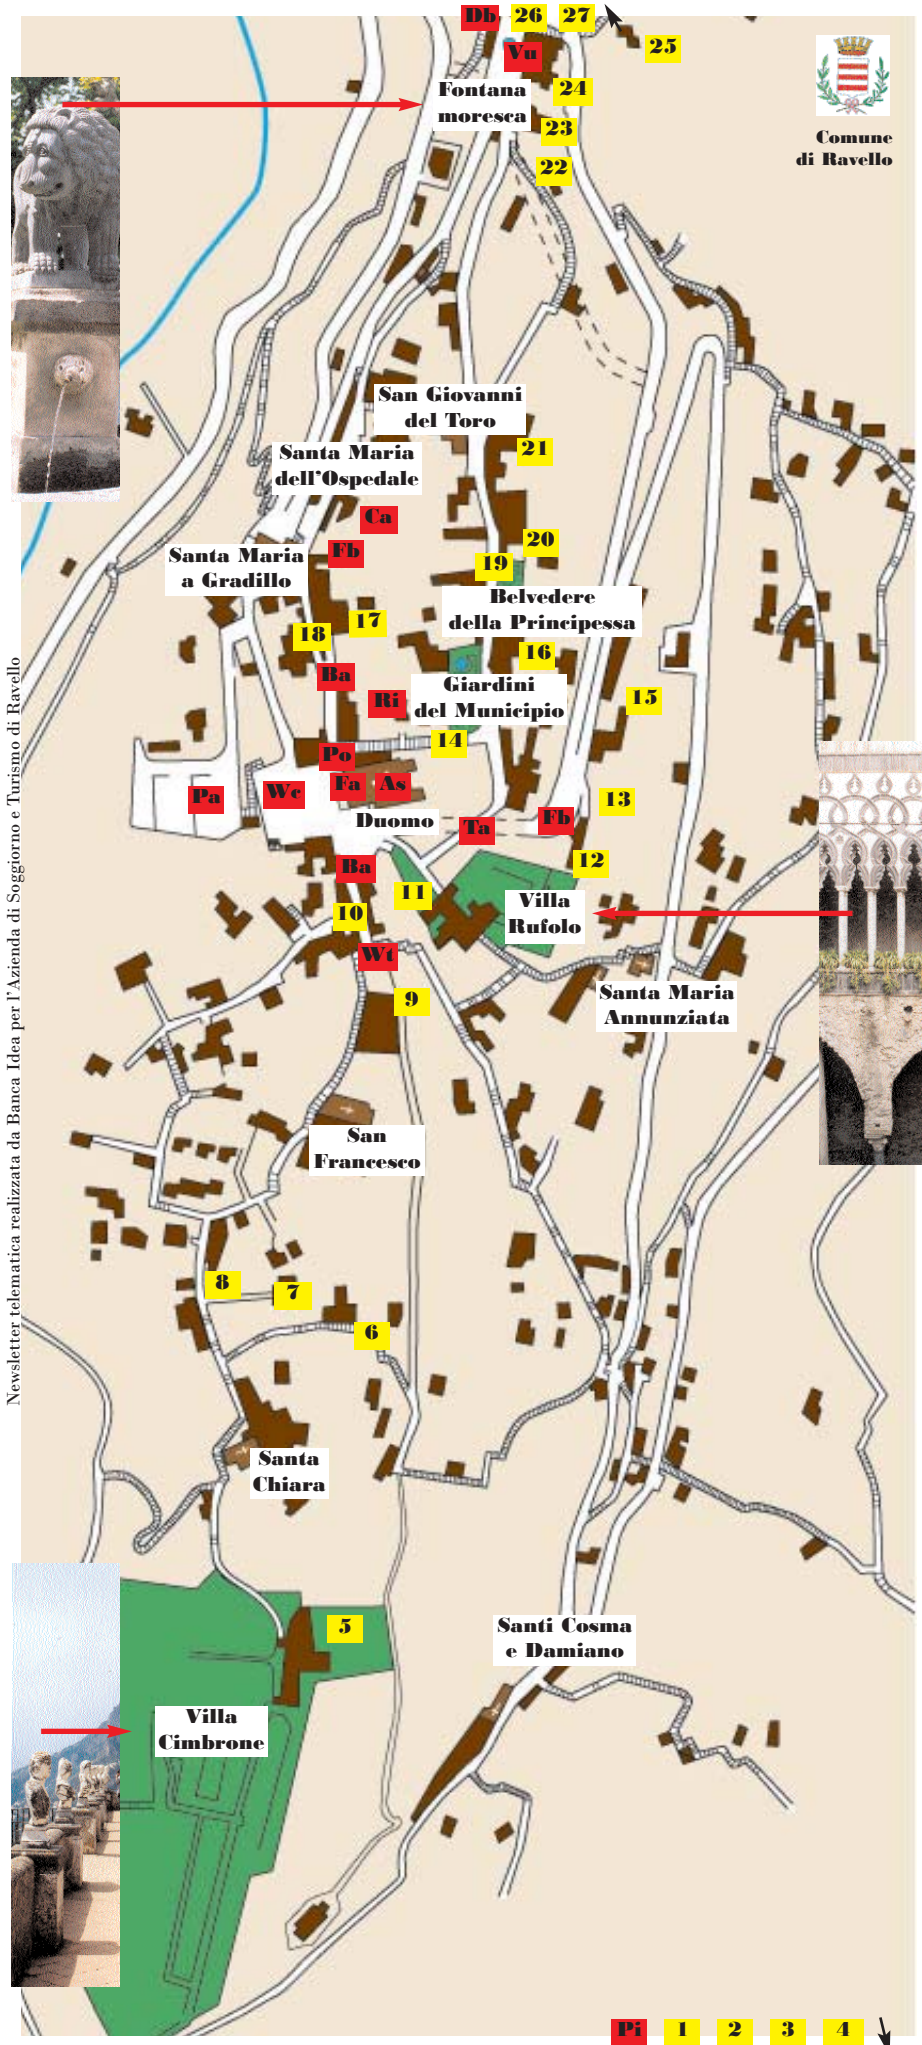 Db 26 27
Vu 25
Fontana
moresca
24
23
22
Comune
di Ravello
San Giovanni
del Toro
21
Santa Maria
dell'Ospedale
Ca
20
Fb
19
Santa Maria
a Gradillo
Belvedere
della Principessa
17
18
16
Ba
Ri
Giardini
del Municipio
15
14
Po
Pa
Wc
Fa
As
13
Duomo
Ta
Fb
12
Ba
11
10
Villa
Rufolo
Wt
9
Santa Maria
Annunziata
San
Francesco
8
7
6
Santa
Chiara
5
Santi Cosma
e Damiano
Villa
Cimbrone
Pi 1 2 3 4
Newsletter telematica realizzata da Banca Idea per l'Azienda di Soggiorno e Turismo di Ravello